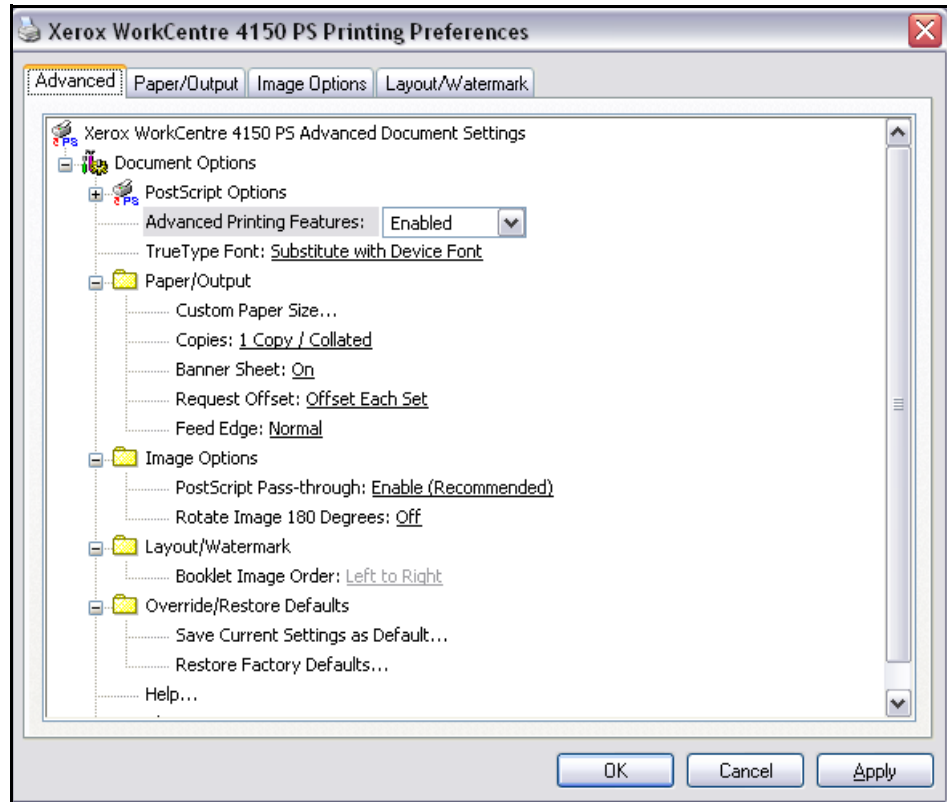 Xerox WorkCentre 4150 PS Printing Preferences
Advanced Paper/Output Image Options Layout/Watermark
Xerox WorkCentre 4150 PS Advanced Document Settings
Document Options
PostScript Options
Advanced Printing Features: Enabled
TrueType Font: Substitute with Device Font
Paper/Output
Custom Paper Size...
Copies: 1 Copy / Collated
Banner Sheet: On
Request Offset: Offset Each Set
Feed Edge: Normal
Image Options
PostScript Pass-through: Enable (Recommended)
Rotate Image 180 Degrees: Off
Layout/Watermark
Booklet Image Order: Left to Right
Override/Restore Defaults
Save Current Settings as Default...
Restore Factory Defaults...
Help...
OK Cancel Apply